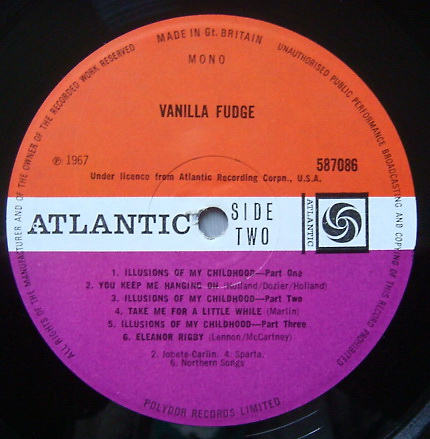 MADE IN Gt. BRITAIN
ALL RIGHTS OF THE MANUFACTURER AND OF THE OWNER OF THE RECORDED WORK RESERVED
UNAUTHORISED PUBLIC PERFORMANCE BROADCASTING AND COPYING OF THIS RECORD PROHIBITED
MONO
VANILLA FUDGE
℗ 1967
587086
Under licence from Atlantic Recording Corpn., U.S.A.
ATLANTIC
SIDE
TWO
ATLANTIC
1. ILLUSIONS OF MY CHILDHOOD—Part One
2. YOU KEEP ME HANGING ON (Holland/Dozier/Holland)
3. ILLUSIONS OF MY CHILDHOOD—Part Two
4. TAKE ME FOR A LITTLE WHILE (Martin)
5. ILLUSIONS OF MY CHILDHOOD—Part Three
6. ELEANOR RIGBY (Lennon/McCartney)
2. Jobete-Carlin. 4. Sparta.
6. Northern Songs
POLYDOR RECORDS LIMITED